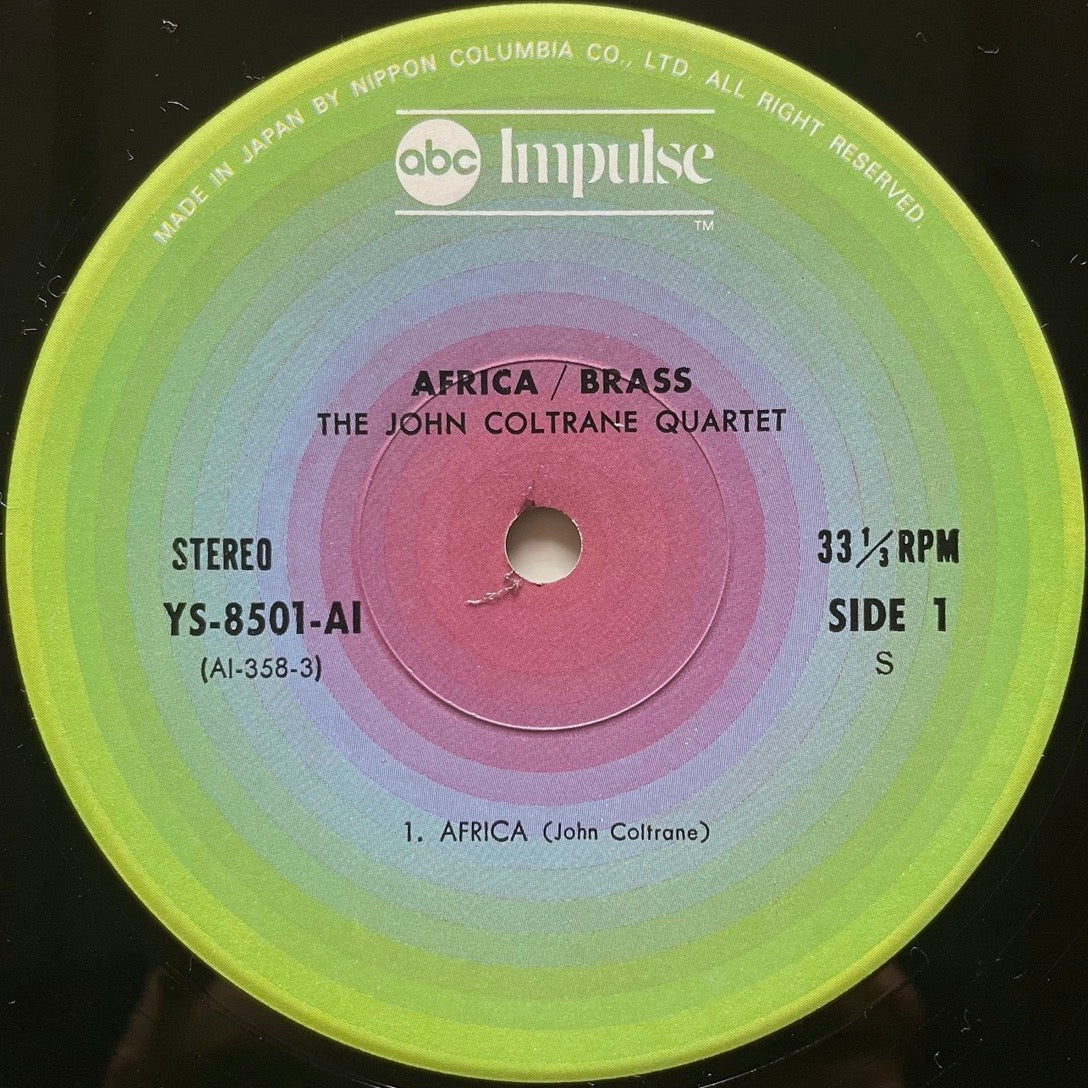 MADE IN JAPAN BY NIPPON COLUMBIA CO., LTD. ALL RIGHT RESERVED.
abc Impulse
TM
AFRICA / BRASS
THE JOHN COLTRANE QUARTET
STEREO
33 1/3 RPM
YS-8501-AI
SIDE 1
(AI-358-3)
S
1. AFRICA (John Coltrane)